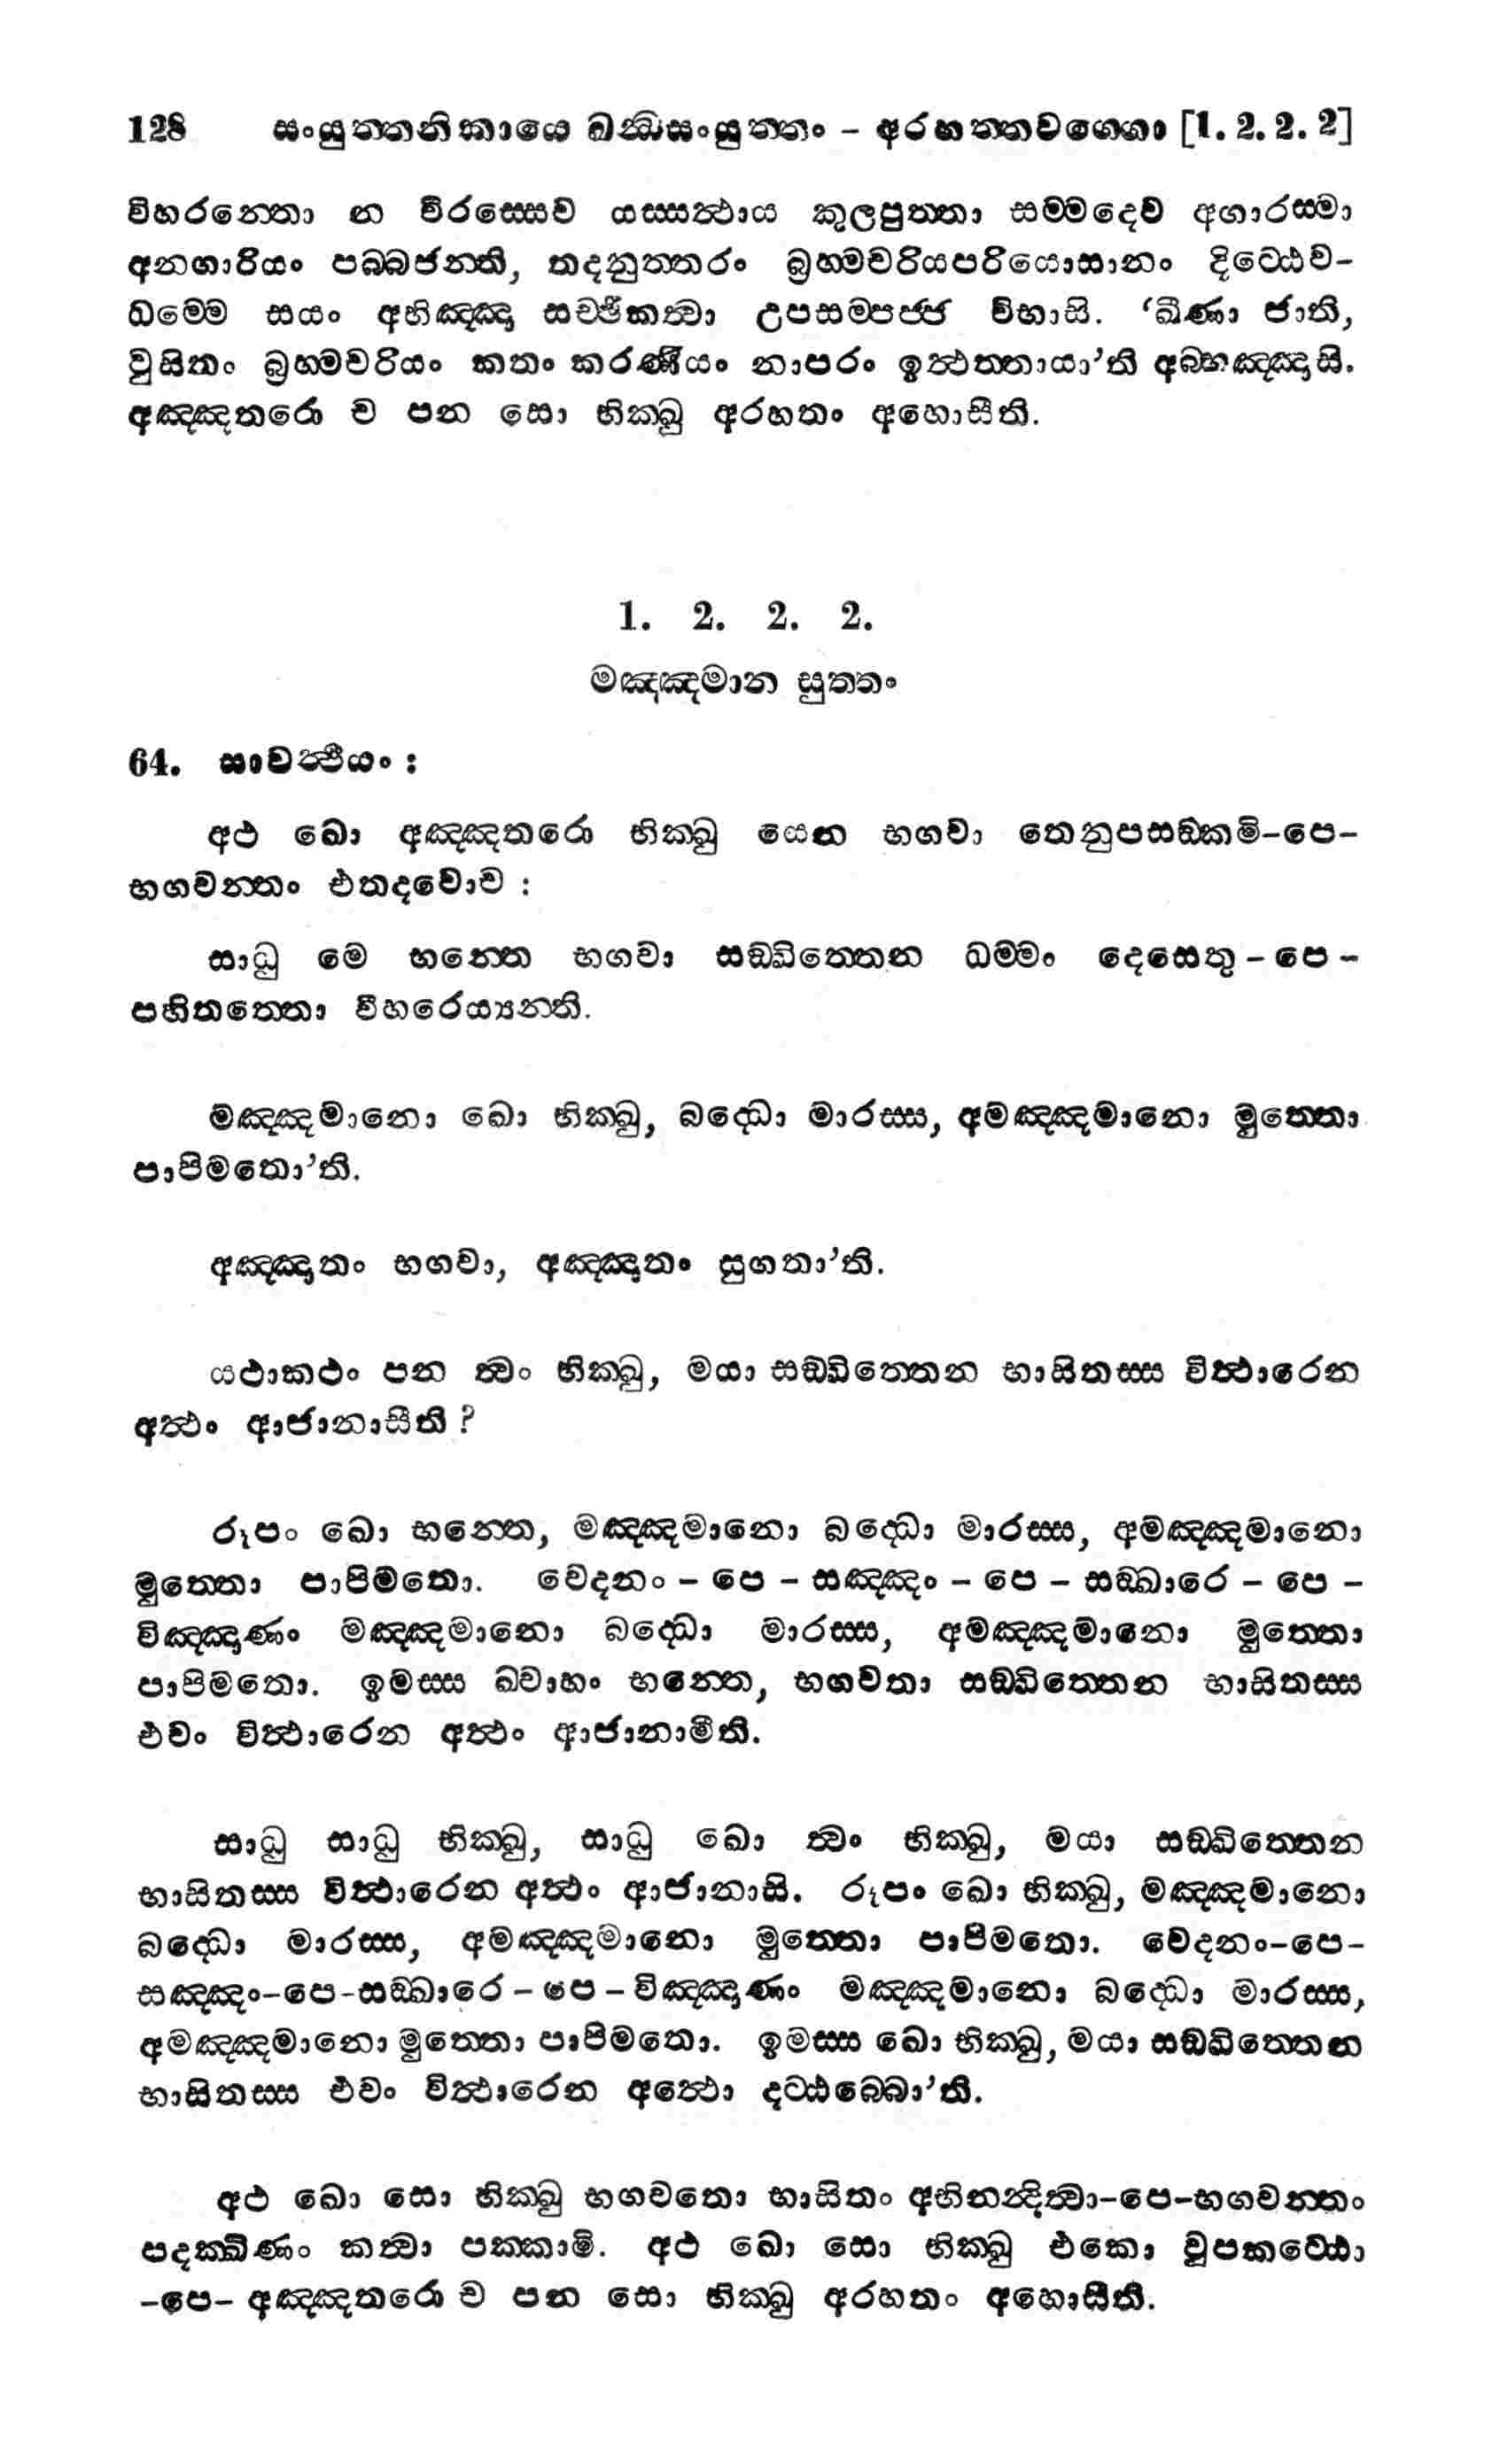 128 සංයුත්තනිකායෙ ඛන්ධසංයුත්තං - අරහත්තවග්ගො [1. 2. 2. 2]
විහරන්තො න චිරස්සෙව යස්සත්ථාය කුලපුත්තා සම්මදෙව අගාරස්මා
අනගාරියං පබ්බජන්ති, තදනුත්තරං බ්‍රහ්මචරියපරියොසානං දිට්ඨෙව-
ධම්මෙ සයං අභිඤ්ඤා සච්ඡිකත්‍වා උපසම්පජ්ජ විහාසි. ‘ඛීණා ජාති,
වුසිතං බ්‍රහ්මචරියං කතං කරණීයං නාපරං ඉත්ථත්තායා’ති අබ්භඤ්ඤාසි.
අඤ්ඤතරො ච පන සො භික්ඛු අරහතං අහොසීති.
1. 2. 2. 2.
මඤ්ඤමාන සුත්තං
64. සාවත්ථියං :
අථ ඛො අඤ්ඤතරො භික්ඛු යෙන භගවා තෙනුපසඞ්කමි-පෙ-
භගවන්තං එතදවොච :
සාධු මෙ භන්තෙ භගවා සඞ්ඛිත්තෙන ධම්මං දෙසෙතු - පෙ -
පහිතත්තො විහරෙය්‍යන්ති.
මඤ්ඤමානො ඛො භික්ඛු, බද්ධො මාරස්ස, අමඤ්ඤමානො මුත්තො
පාපිමතො’ති.
අඤ්ඤාතං භගවා, අඤ්ඤාතං සුගතා’ති.
යථාකථං පන ත්‍වං භික්ඛු, මයා සඞ්ඛිත්තෙන භාසිතස්ස විත්ථාරෙන
අත්ථං ආජානාසීති ?
රූපං ඛො භන්තෙ, මඤ්ඤමානො බද්ධො මාරස්ස, අමඤ්ඤමානො
මුත්තො පාපිමතො. වෙදනං - පෙ - සඤ්ඤං - පෙ - සඞ්ඛාරෙ - පෙ -
විඤ්ඤාණං මඤ්ඤමානො බද්ධො මාරස්ස, අමඤ්ඤමානො මුත්තො
පාපිමතො. ඉමස්ස ඛ්වාහං භන්තෙ, භගවතා සඞ්ඛිත්තෙන භාසිතස්ස
එවං විත්ථාරෙන අත්ථං ආජානාමීති.
සාධු සාධු භික්ඛු, සාධු ඛො ත්‍වං භික්ඛු, මයා සඞ්ඛිත්තෙන
භාසිතස්ස විත්ථාරෙන අත්ථං ආජානාසි. රූපං ඛො භික්ඛු, මඤ්ඤමානො
බද්ධො මාරස්ස, අමඤ්ඤමානො මුත්තො පාපිමතො. වෙදනං-පෙ-
සඤ්ඤං-පෙ-සඞ්ඛාරෙ - පෙ - විඤ්ඤාණං මඤ්ඤමානො බද්ධො මාරස්ස,
අමඤ්ඤමානො මුත්තො පාපිමතො. ඉමස්ස ඛො භික්ඛු, මයා සඞ්ඛිත්තෙන
භාසිතස්ස එවං විත්ථාරෙන අත්ථො දට්ඨබ්බො’ති.
අථ ඛො සො භික්ඛු භගවතො භාසිතං අභිනන්දිත්‍වා-පෙ-භගවන්තං
පදක්ඛිණං කත්‍වා පක්කාමි. අථ ඛො සො භික්ඛු එකො වූපකට්ඨො
-පෙ- අඤ්ඤතරො ච පන සො භික්ඛු අරහතං අහොසීති.